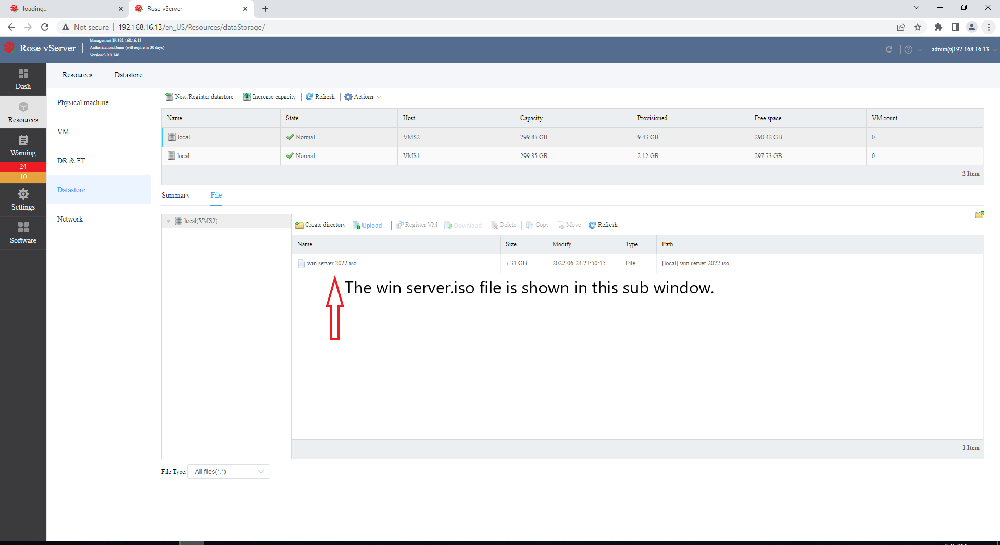 loading...
Rose vServer
Not secure
192.168.16.13/en_US/Resources/dataStorage/
Rose vServer
Management IP:192.168.16.13
Authorization:Demo (will expire in 30 days)
Version:3.0.0.346
admin@192.168.16.13
Dash
Resources
Warning
24
10
Settings
Software
Resources Datastore
Physical machine
VM
DR & FT
Datastore
Network
New/Register datastore Increase capacity Refresh Actions
Name State Host Capacity Provisioned Free space VM count
local Normal VMS2 299.85 GB 9.43 GB 290.42 GB 0
local Normal VMS1 299.85 GB 2.12 GB 297.73 GB 0
2 Item
Summary File
local(VMS2)
Create directory Upload Register VM Download Delete Copy Move Refresh
Name Size Modify Type Path
win server 2022.iso 7.31 GB 2022-06-24 23:50:15 File [local] win server 2022.iso
The win server.iso file is shown in this sub window.
1 Item
File Type: All files(*.*)